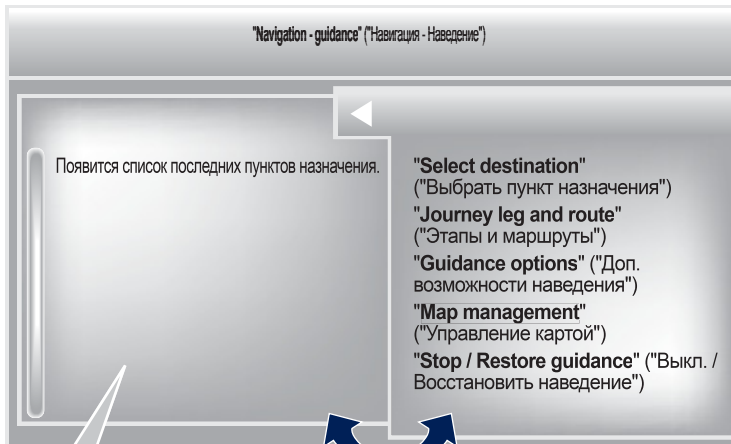 "Navigation - guidance" ("Навигация - Наведение")
Появится список последних пунктов назначения.
"Select destination"
("Выбрать пункт назначения")
"Journey leg and route"
("Этапы и маршруты")
"Guidance options" ("Доп.
возможности наведения")
"Map management"
("Управление картой")
"Stop / Restore guidance" ("Выкл. /
Восстановить наведение")